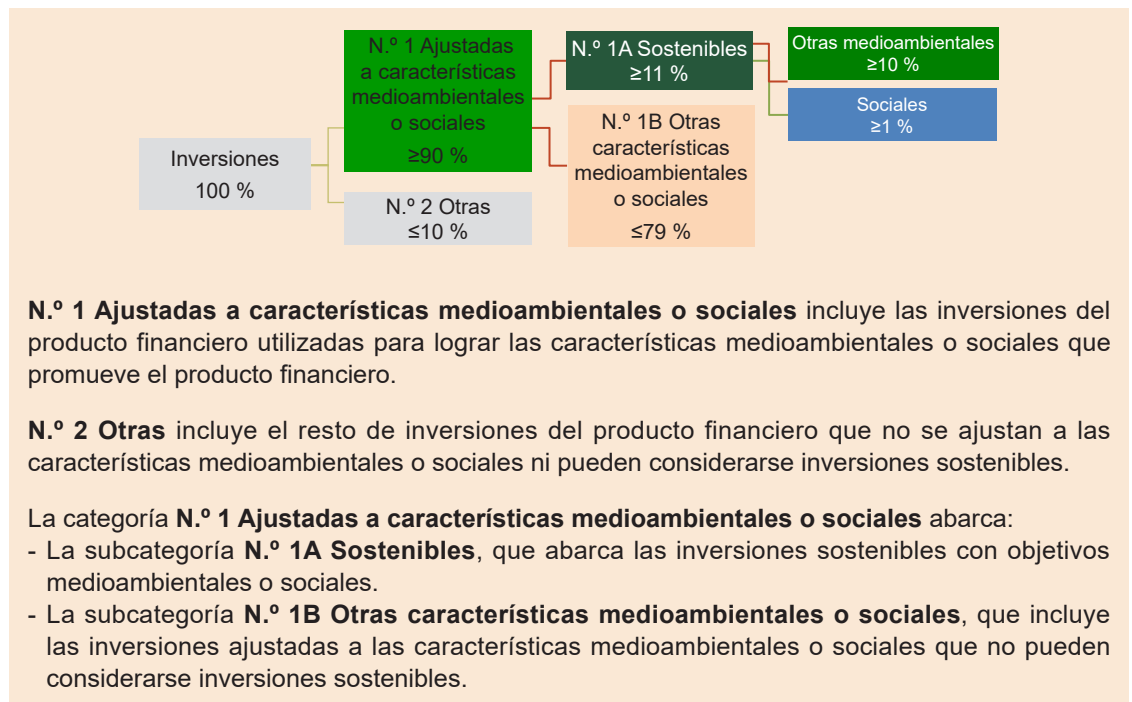 Inversiones
100 %
N.º 1 Ajustadas
a características
medioambientales
o sociales
≥90 %
N.º 2 Otras
≤10 %
N.º 1A Sostenibles
≥11 %
N.º 1B Otras
características
medioambientales
o sociales
≤79 %
Otras medioambientales
≥10 %
Sociales
≥1 %
N.º 1 Ajustadas a características medioambientales o sociales incluye las inversiones del
producto financiero utilizadas para lograr las características medioambientales o sociales que
promueve el producto financiero.
N.º 2 Otras incluye el resto de inversiones del producto financiero que no se ajustan a las
características medioambientales o sociales ni pueden considerarse inversiones sostenibles.
La categoría N.º 1 Ajustadas a características medioambientales o sociales abarca:
- La subcategoría N.º 1A Sostenibles, que abarca las inversiones sostenibles con objetivos
medioambientales o sociales.
- La subcategoría N.º 1B Otras características medioambientales o sociales, que incluye
las inversiones ajustadas a las características medioambientales o sociales que no pueden
considerarse inversiones sostenibles.